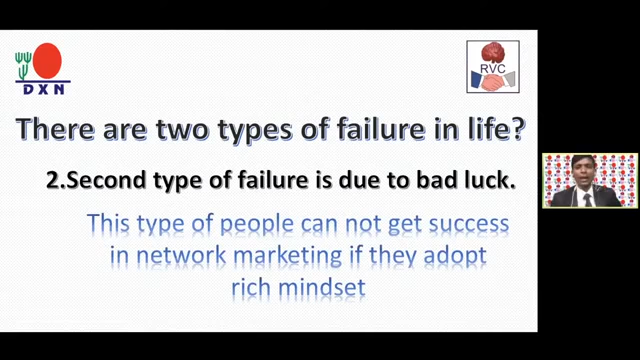 DXN
RVC
There are two types of failure in life?
2.Second type of failure is due to bad luck.
This type of people can not get success
in network marketing if they adopt
rich mindset